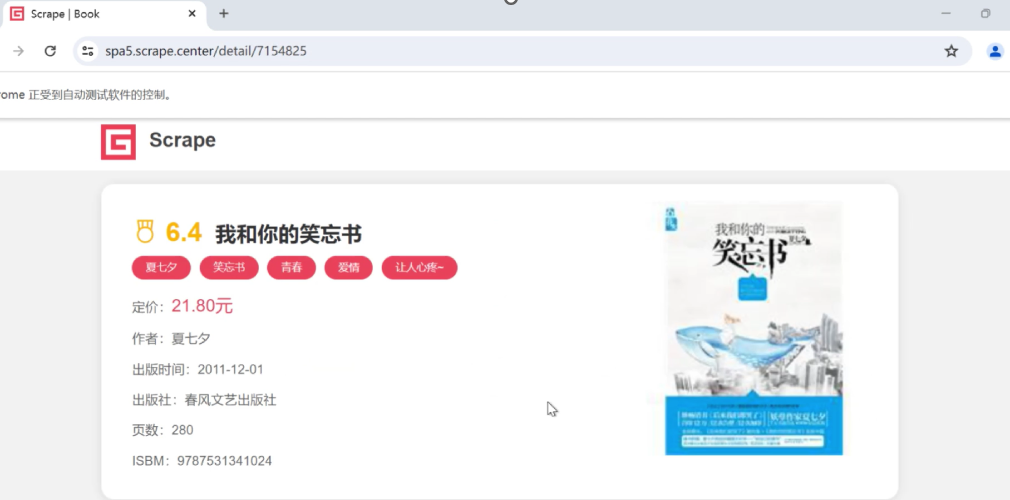 Scrape | Book
spa5.scrape.center/detail/7154825
rome 正受到自动测试软件的控制。
Scrape
6.4 我和你的笑忘书
夏七夕 笑忘书 青春 爱情 让人心疼~
定价：21.80元
作者：夏七夕
出版时间：2011-12-01
出版社：春风文艺出版社
页数：280
ISBM：9787531341024
我和你的
笑忘书
夏七夕